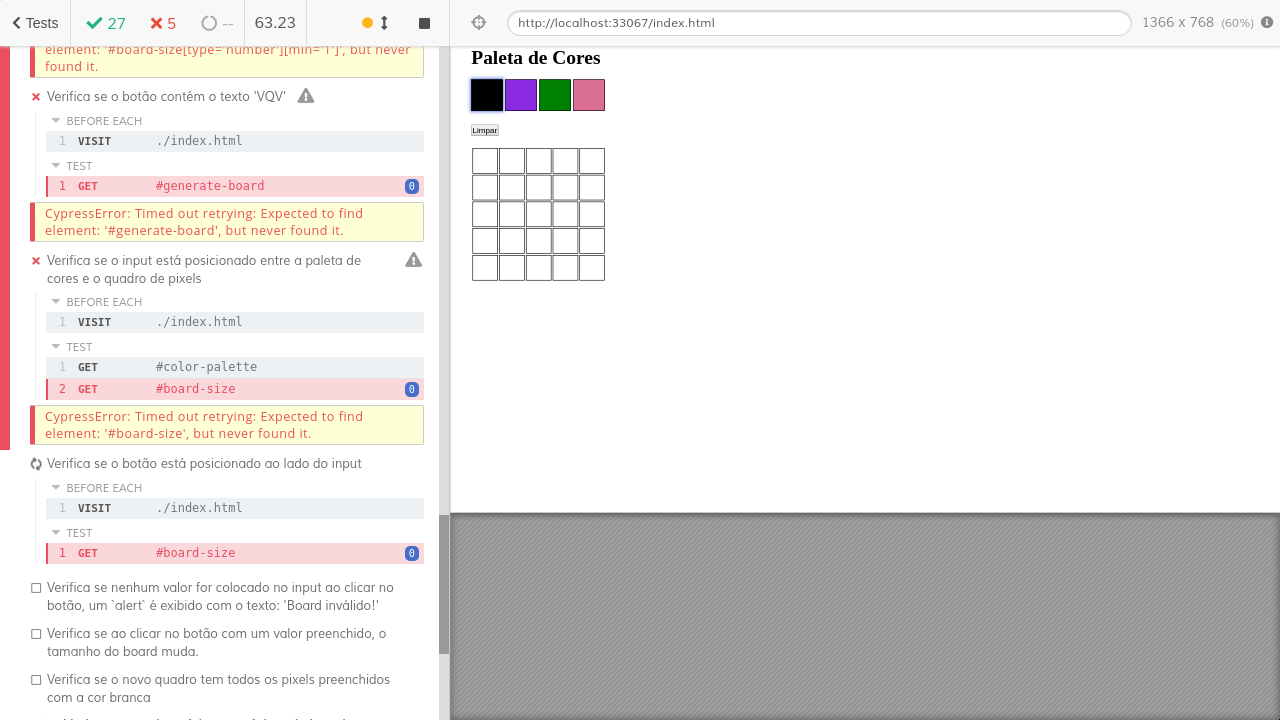 Tests
27
5
--
63.23
http://localhost:33067/index.html
1366 x 768 (60%)
element: '#board-size[type='number'][min='1']', but never
found it.
Verifica se o botão contém o texto 'VQV'
BEFORE EACH
1 VISIT ./index.html
TEST
1 GET #generate-board 0
CypressError: Timed out retrying: Expected to find
element: '#generate-board', but never found it.
Verifica se o input está posicionado entre a paleta de
cores e o quadro de pixels
BEFORE EACH
1 VISIT ./index.html
TEST
1 GET #color-palette
2 GET #board-size 0
CypressError: Timed out retrying: Expected to find
element: '#board-size', but never found it.
Verifica se o botão está posicionado ao lado do input
BEFORE EACH
1 VISIT ./index.html
TEST
1 GET #board-size 0
Verifica se nenhum valor for colocado no input ao clicar no
botão, um `alert` é exibido com o texto: 'Board inválido!'
Verifica se ao clicar no botão com um valor preenchido, o
tamanho do board muda.
Verifica se o novo quadro tem todos os pixels preenchidos
com a cor branca
Paleta de Cores
Limpar